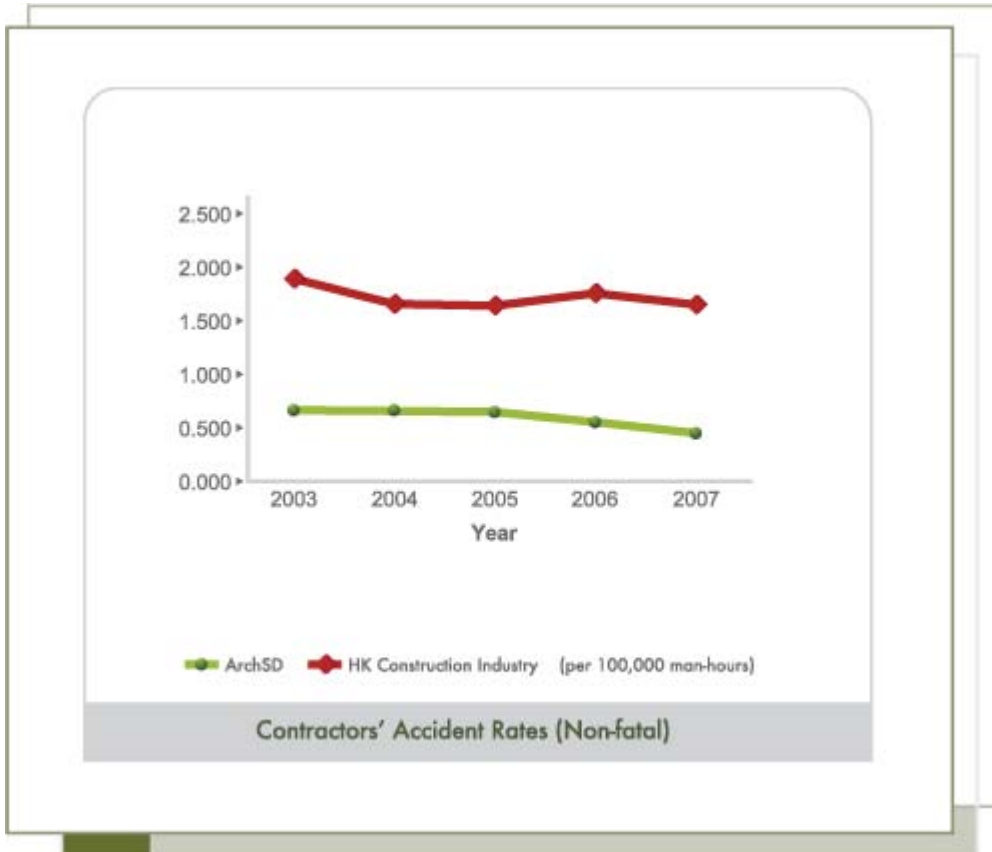 2.500
2.000
1.500
1.000
0.500
0.000
2003 2004 2005 2006 2007
Year
ArchSD HK Construction Industry (per 100,000 man-hours)
Contractors' Accident Rates (Non-fatal)